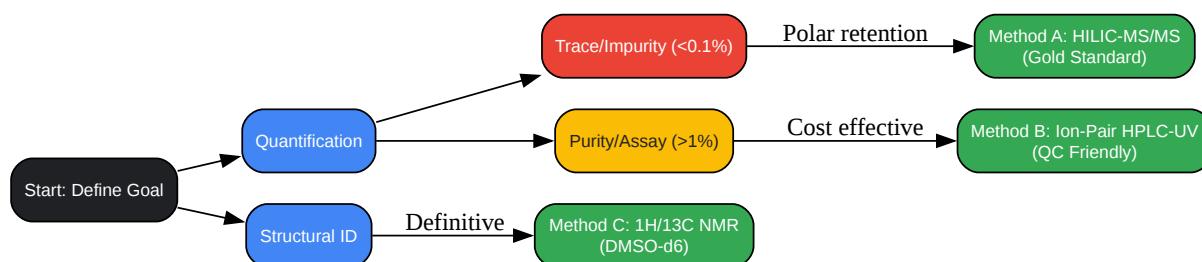 Start: Define Goal
Quantification
Structural ID
Trace/Impurity (<0.1%)
Purity/Assay (>1%)
Definitive
Method C: 1H/13C NMR
(DMSO-d6)
Polar retention
Cost effective
Method A: HILIC-MS/MS
(Gold Standard)
Method B: Ion-Pair HPLC-UV
(QC Friendly)